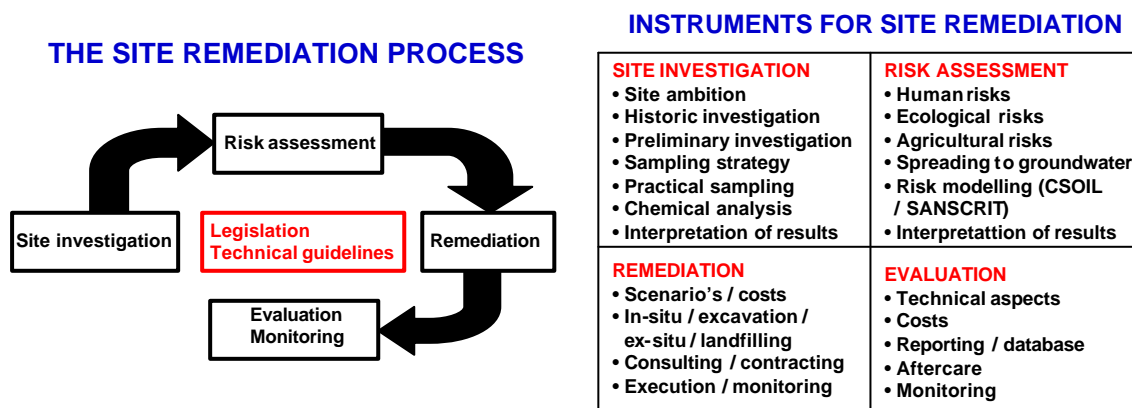 THE SITE REMEDIATION PROCESS
Risk assessment
Site investigation
Legislation
Technical guidelines
Remediation
Evaluation
Monitoring
INSTRUMENTS FOR SITE REMEDIATION
SITE INVESTIGATION
• Site ambition
• Historic investigation
• Preliminary investigation
• Sampling strategy
• Practical sampling
• Chemical analysis
• Interpretation of results
RISK ASSESSMENT
• Human risks
• Ecological risks
• Agricultural risks
• Spreading to groundwater
• Risk modelling (CSOIL
/ SANSCRIT)
• Interpretattion of results
REMEDIATION
• Scenario's / costs
• In-situ / excavation /
ex-situ / landfilling
• Consulting / contracting
• Execution / monitoring
EVALUATION
• Technical aspects
• Costs
• Reporting / database
• Aftercare
• Monitoring